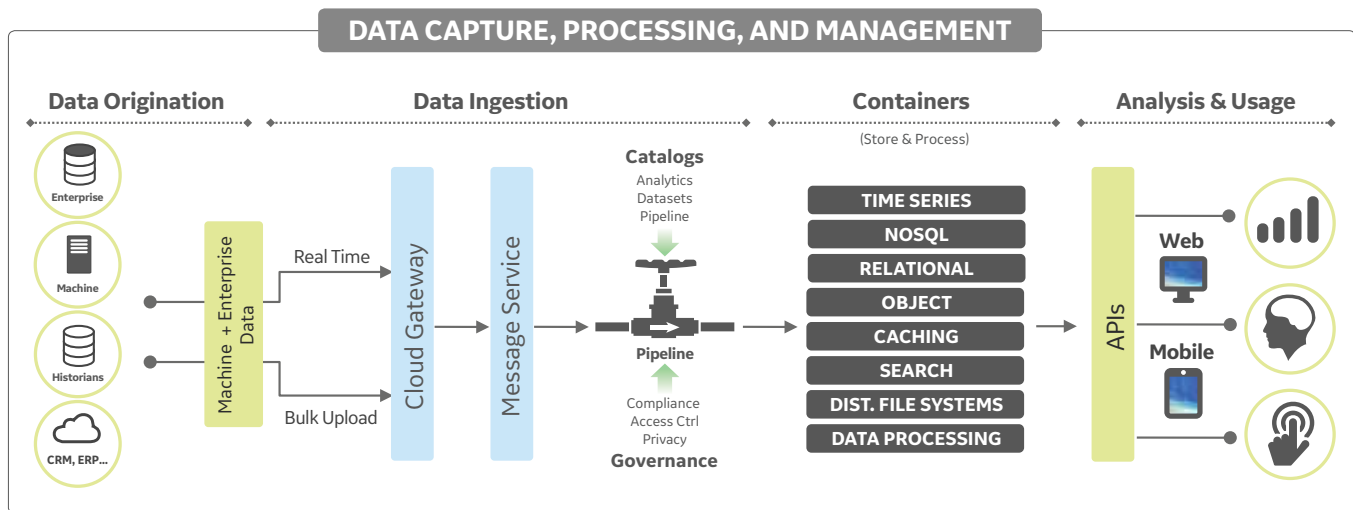 DATA CAPTURE, PROCESSING, AND MANAGEMENT
Data Origination
Data Ingestion
Containers
Analysis & Usage
(Store & Process)
Enterprise
Machine
Historians
CRM, ERP...
Machine + Enterprise
Data
Real Time
Bulk Upload
Cloud Gateway
Message Service
Catalogs
Analytics
Datasets
Pipeline
Pipeline
Compliance
Access Ctrl
Privacy
Governance
TIME SERIES
NOSQL
RELATIONAL
OBJECT
CACHING
SEARCH
DIST. FILE SYSTEMS
DATA PROCESSING
APIs
Web
Mobile